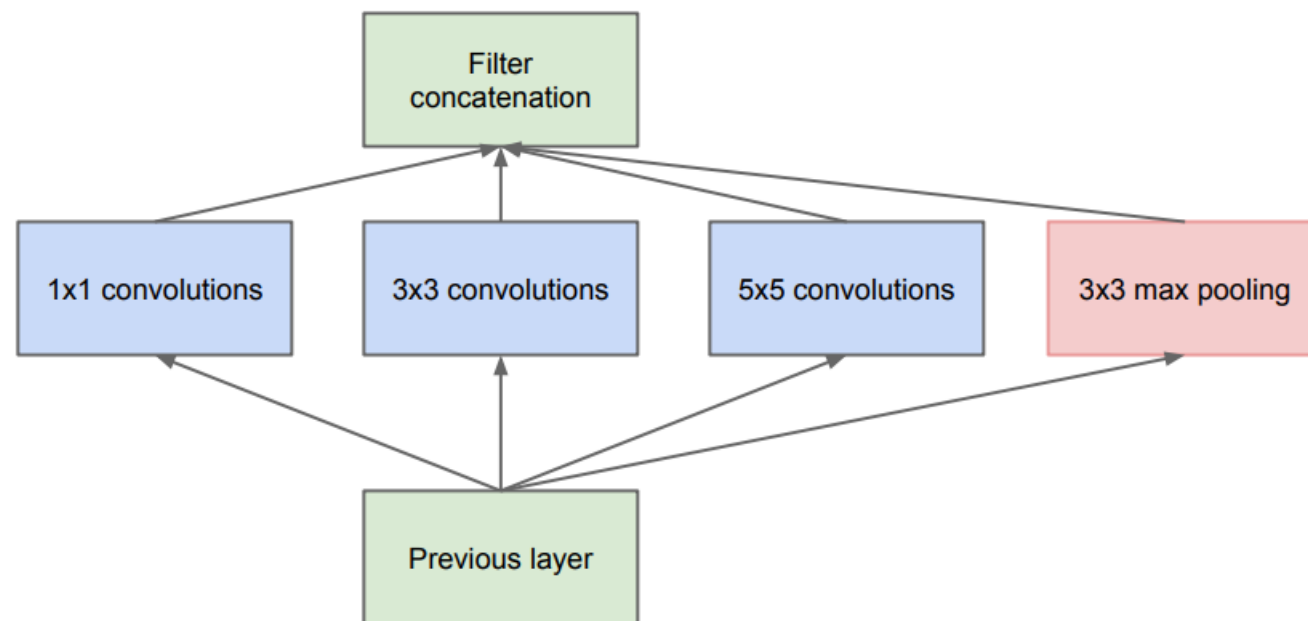 Filter
concatenation
1x1 convolutions
3x3 convolutions
5x5 convolutions
3x3 max pooling
Previous layer